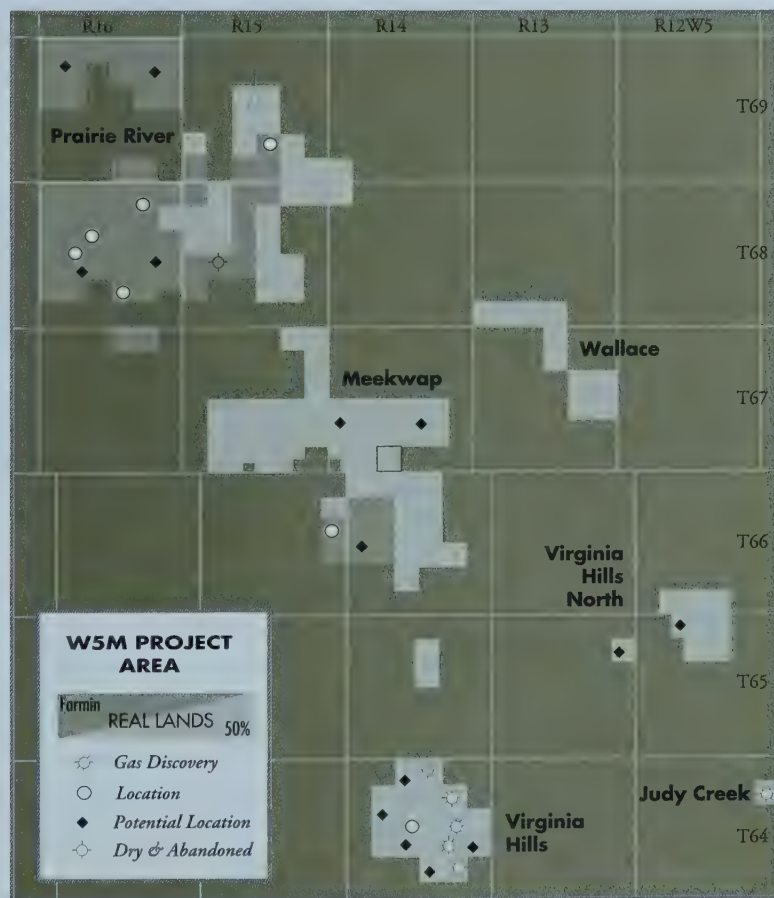 R16 R15 R14 R13 R12W5
T69
Prairie River
T68
Wallace
Meekwap
T67
T66
Virginia
Hills
North
T65
W5M PROJECT
AREA
Farmin
REAL LANDS 50%
Gas Discovery
Location
Potential Location
Dry & Abandoned
Judy Creek
Virginia
Hills
T64